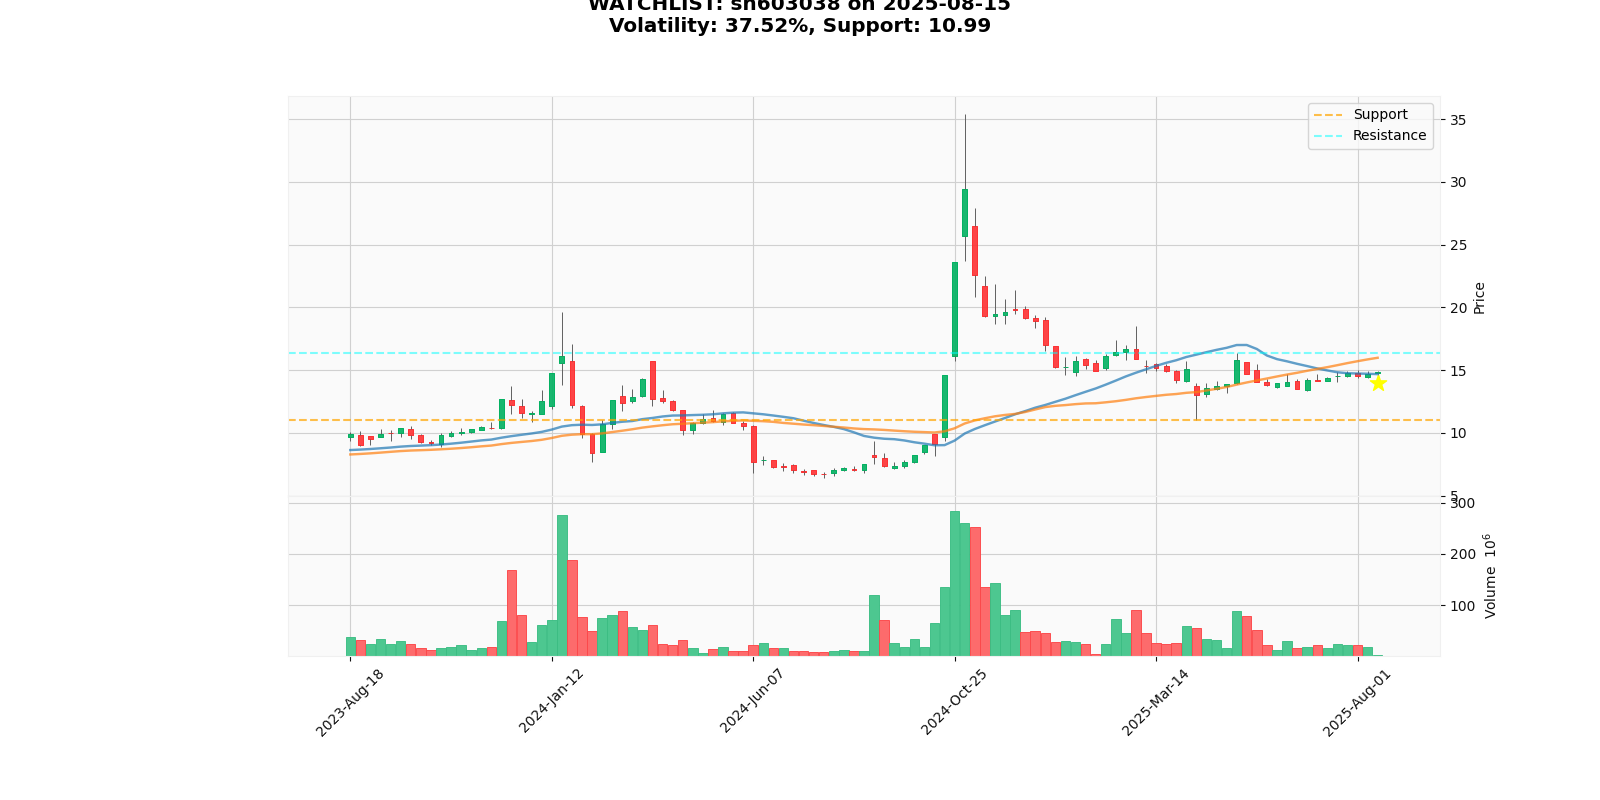 WATCHLIST: sh603038 on 2025-08-15
Volatility: 37.52%, Support: 10.99
Support
Resistance
35
30
25
20
15
10
5
Price
300
200
100
Volume 10^6
2023-Aug-18
2024-Jan-12
2024-Jun-07
2024-Oct-25
2025-Mar-14
2025-Aug-01